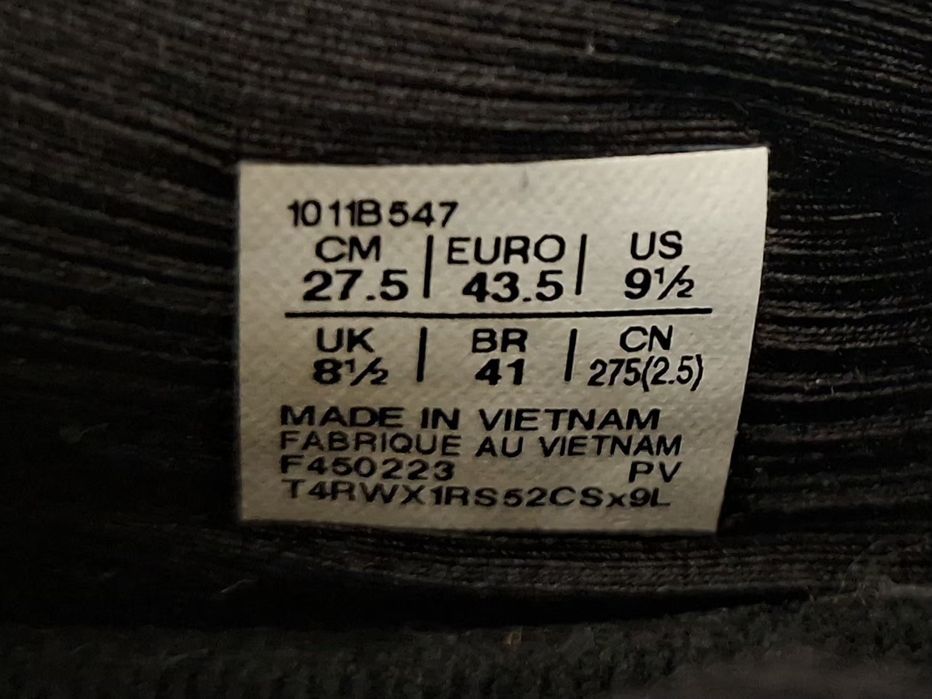 1011B547
CM | EURO | US
27.5 | 43.5 | 9½
UK | BR | CN
8½ | 41 | 275(2.5)
MADE IN VIETNAM
FABRIQUE AU VIETNAM
F450223 PV
T4RWX1RS52CSx9L